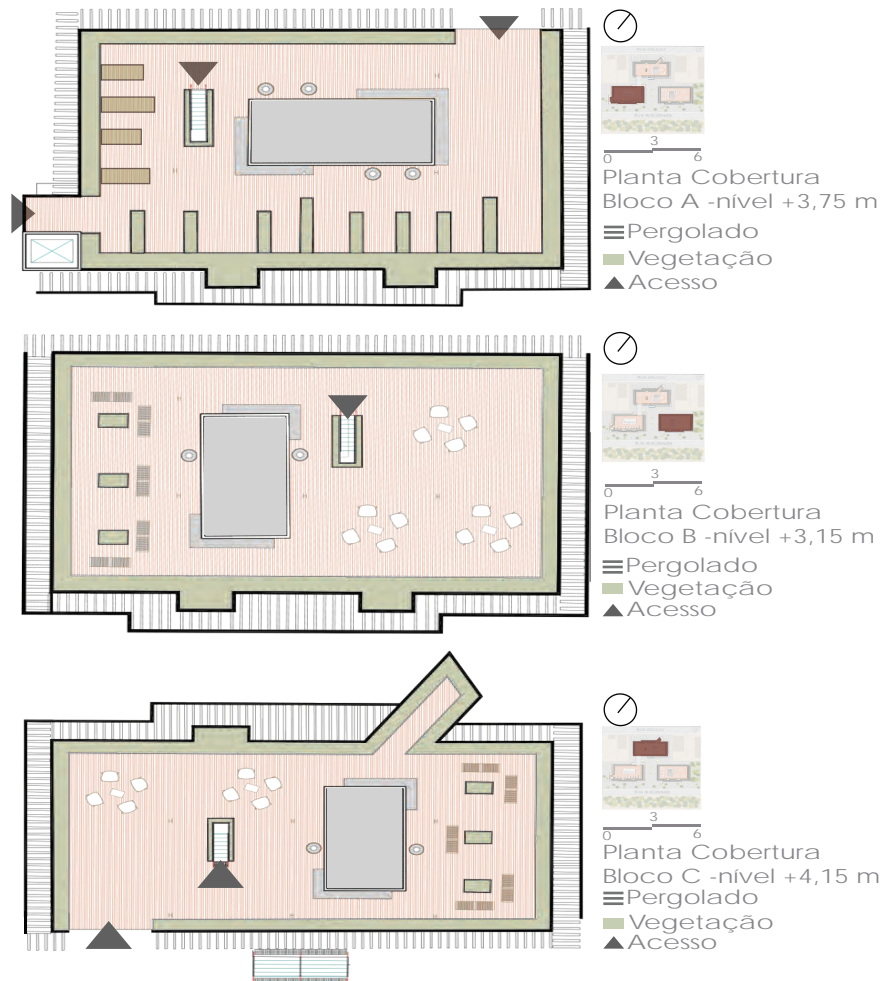 3
0 6
Planta Cobertura
Bloco A -nível +3,75 m
Pergolado
Vegetação
Acesso
3
0 6
Planta Cobertura
Bloco B -nível +3,15 m
Pergolado
Vegetação
Acesso
3
0 6
Planta Cobertura
Bloco C -nível +4,15 m
Pergolado
Vegetação
Acesso